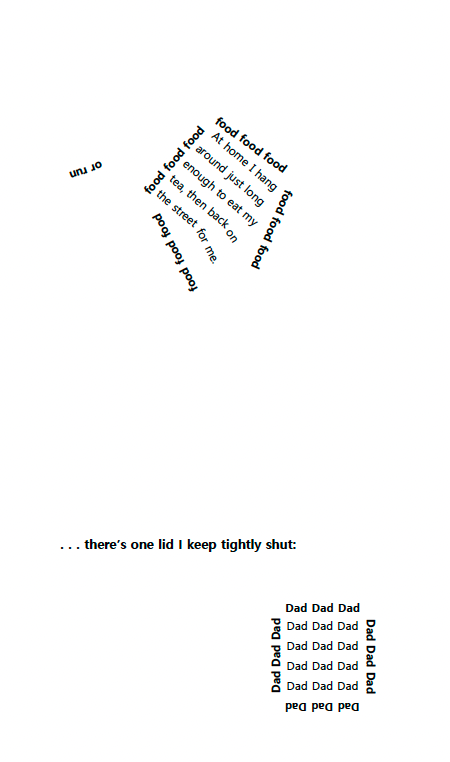 or run
food food food
food food food
At home I hang
around just long
enough to eat my
tea, then back on
the street for me.
food food food
food food food
. . . there's one lid I keep tightly shut:
Dad Dad Dad
Dad Dad Dad
Dad Dad Dad
Dad Dad Dad
Dad Dad Dad
Dad Dad Dad
Dad Dad Dad
Dad Dad Dad